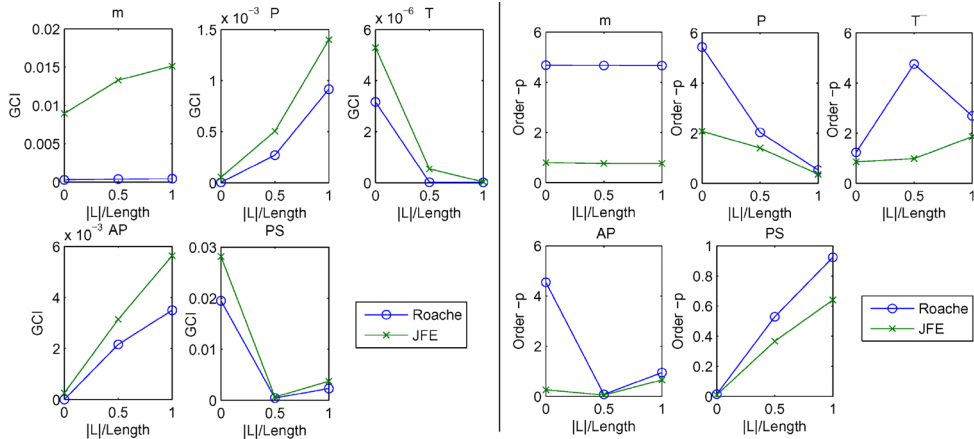 m
0.02
0.015
0.01
0.005
0
GCI
0 0.5 1
|L|/Length
P
x 10⁻³
1.5
1
0.5
0
GCI
0 0.5 1
|L|/Length
T
x 10⁻⁶
6
4
2
0
GCI
0 0.5 1
|L|/Length
AP
x 10⁻³
6
4
2
0
GCI
0 0.5 1
|L|/Length
PS
0.03
0.02
0.01
0
GCI
0 0.5 1
|L|/Length
Roache
JFE
m
6
4
2
0
Order -p
0 0.5 1
|L|/Length
P
6
4
2
0
Order -p
0 0.5 1
|L|/Length
T
6
4
2
0
Order -p
0 0.5 1
|L|/Length
AP
6
4
2
0
Order -p
0 0.5 1
|L|/Length
PS
1
0.8
0.6
0.4
0.2
0
Order -p
0 0.5 1
|L|/Length
Roache
JFE